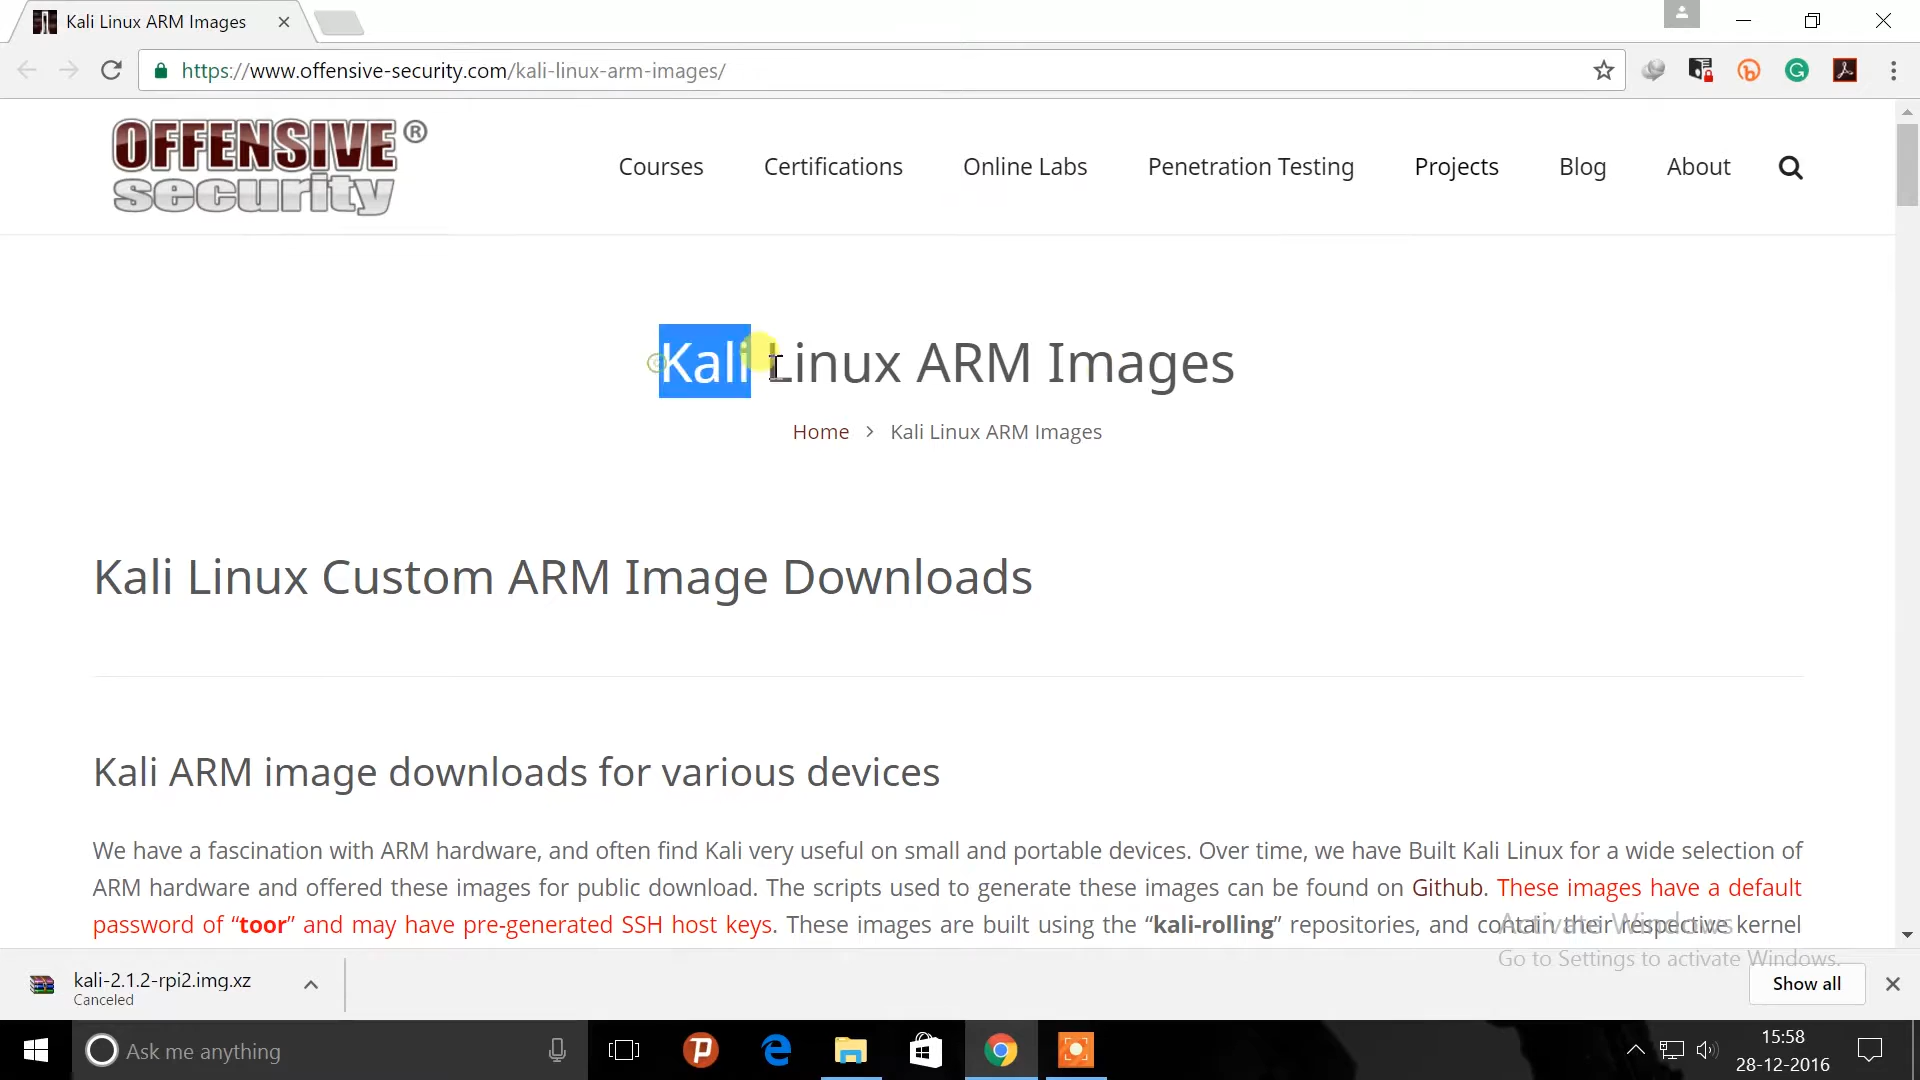 Kali Linux ARM Images
https://www.offensive-security.com/kali-linux-arm-images/
OFFENSIVE®
security
Courses
Certifications
Online Labs
Penetration Testing
Projects
Blog
About
Kali Linux ARM Images
Home > Kali Linux ARM Images
Kali Linux Custom ARM Image Downloads
Kali ARM image downloads for various devices
We have a fascination with ARM hardware, and often find Kali very useful on small and portable devices. Over time, we have Built Kali Linux for a wide selection of
ARM hardware and offered these images for public download. The scripts used to generate these images can be found on Github. These images have a default
password of “toor” and may have pre-generated SSH host keys. These images are built using the “kali-rolling” repositories, and contain their respective kernel
Activate Windows
Go to Settings to activate Windows.
kali-2.1.2-rpi2.img.xz
Canceled
Show all
Ask me anything
15:58
28-12-2016